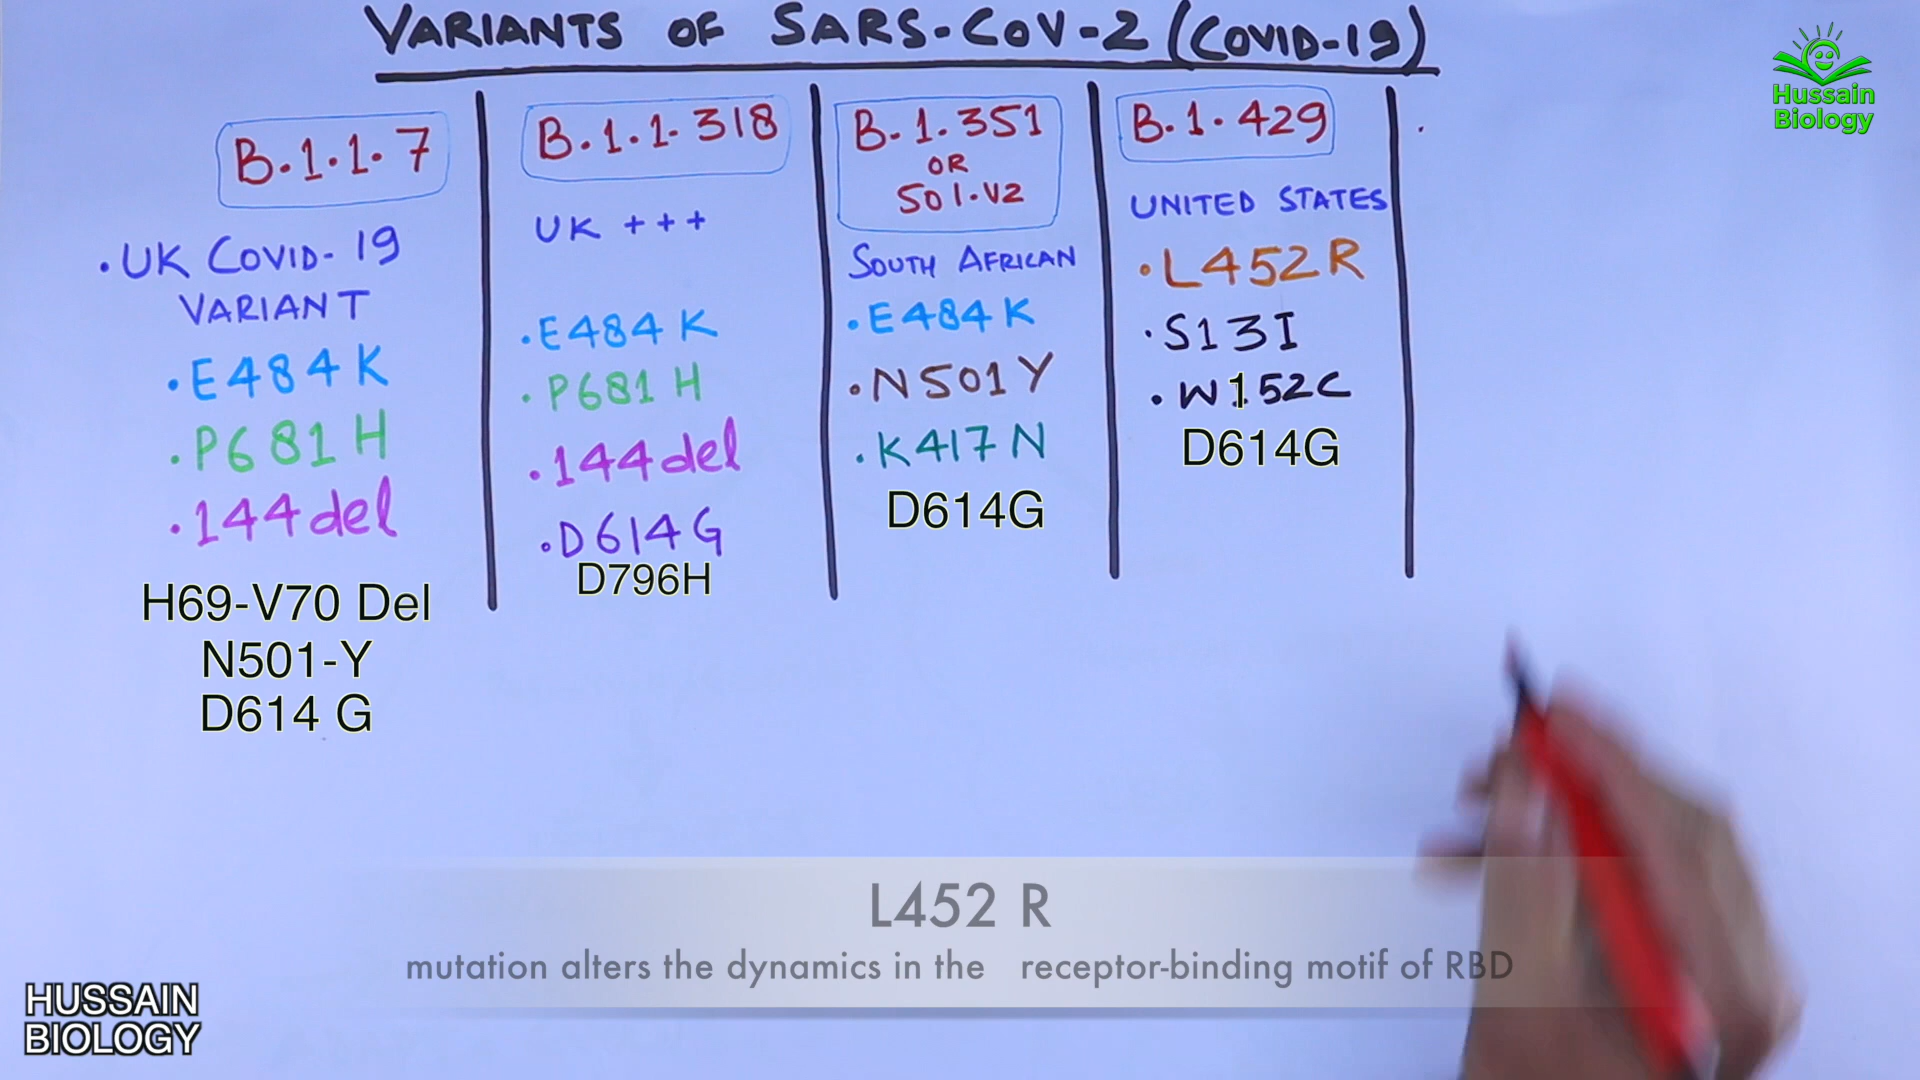 VARIANTS OF SARS-COV-2 (COVID-19)
Hussain
Biology
B.1.1.7
• UK COVID-19
VARIANT
• E484K
• P681H
• 144del
H69-V70 Del
N501-Y
D614 G
B.1.1.318
UK +++
• E484K
• P681H
• 144del
• D614G
D796H
B.1.351
OR
501.V2
SOUTH AFRICAN
• E484K
• N501Y
• K417N
D614G
B.1.429
UNITED STATES
• L452R
• S13I
• W152C
D614G
L452 R
mutation alters the dynamics in the receptor-binding motif of RBD
HUSSAIN
BIOLOGY